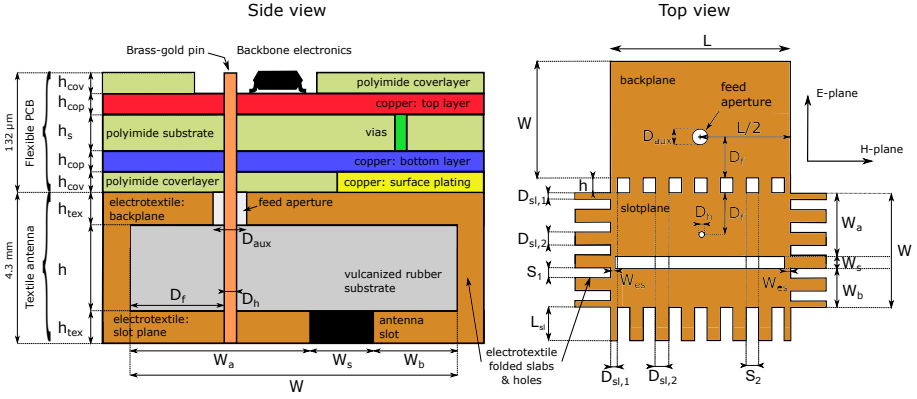 Side view
Top view
Brass-gold pin
Backbone electronics
132 µm
Flexible PCB
h_cov
h_cop
h_s
h_cop
h_cov
polyimide coverlayer
copper: top layer
polyimide substrate
vias
copper: bottom layer
polyimide coverlayer
copper: surface plating
4.3 mm
Textile antenna
h_tex
h
h_tex
electrotextile:
backplane
feed aperture
D_aux
vulcanized rubber
substrate
D_f
D_h
electrotextile:
slot plane
antenna
slot
W_a
W_s
W_b
W
electrotextile
folded slabs
& holes
L
backplane
feed
aperture
D_aux
L/2
D_f
W
h
E-plane
H-plane
D_sl,1
slotplane
D_h
D_f
D_sl,2
S_1
W_es
W_es
W_a
W_s
W_b
W
L_sl
D_sl,1
D_sl,2
S_2